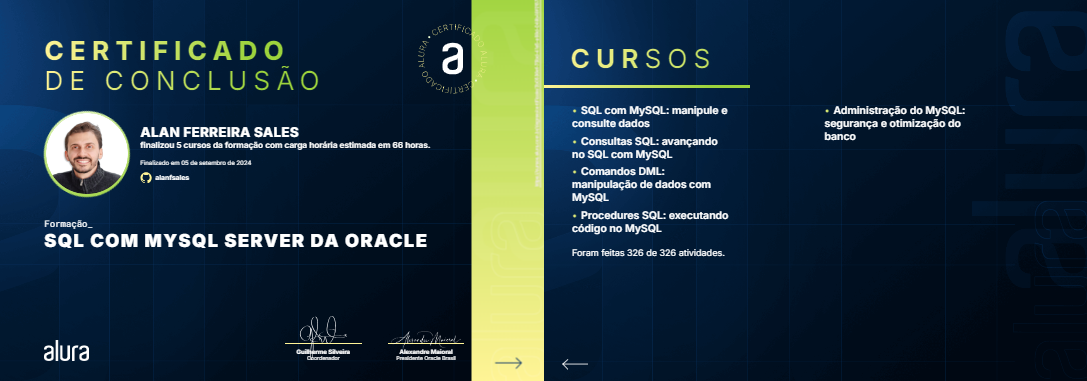 CERTIFICADO
DE CONCLUSÃO
ALURA • CERTIFICADO ALURA • CERTIFICADO
a
ALAN FERREIRA SALES
finalizou 5 cursos da formação com carga horária estimada em 66 horas.
Finalizado em 05 de setembro de 2024
alanfsales
Formação_
SQL COM MYSQL SERVER DA ORACLE
alura
Guilherme Silveira
Coordenador
Alexandre Maioral
Presidente Oracle Brasil
CURSOS
• SQL com MySQL: manipule e
consulte dados
• Consultas SQL: avançando
no SQL com MySQL
• Comandos DML:
manipulação de dados com
MySQL
• Procedures SQL: executando
código no MySQL
Foram feitas 326 de 326 atividades.
• Administração do MySQL:
segurança e otimização do
banco
alura